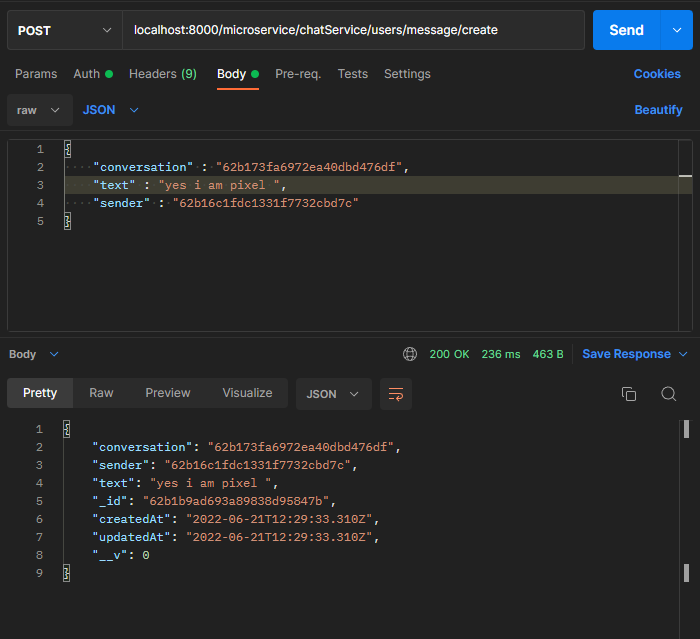 POST localhost:8000/microservice/chatService/users/message/create Send
Params Auth Headers (9) Body Pre-req. Tests Settings Cookies
raw JSON Beautify
1 {
2 "conversation" : "62b173fa6972ea40dbd476df",
3 "text" : "yes i am pixel ",
4 "sender" : "62b16c1fdc1331f7732cbd7c"
5 }
Body 200 OK 236 ms 463 B Save Response
Pretty Raw Preview Visualize JSON
1 {
2 "conversation": "62b173fa6972ea40dbd476df",
3 "sender": "62b16c1fdc1331f7732cbd7c",
4 "text": "yes i am pixel ",
5 "_id": "62b1b9ad693a89838d95847b",
6 "createdAt": "2022-06-21T12:29:33.310Z",
7 "updatedAt": "2022-06-21T12:29:33.310Z",
8 "__v": 0
9 }